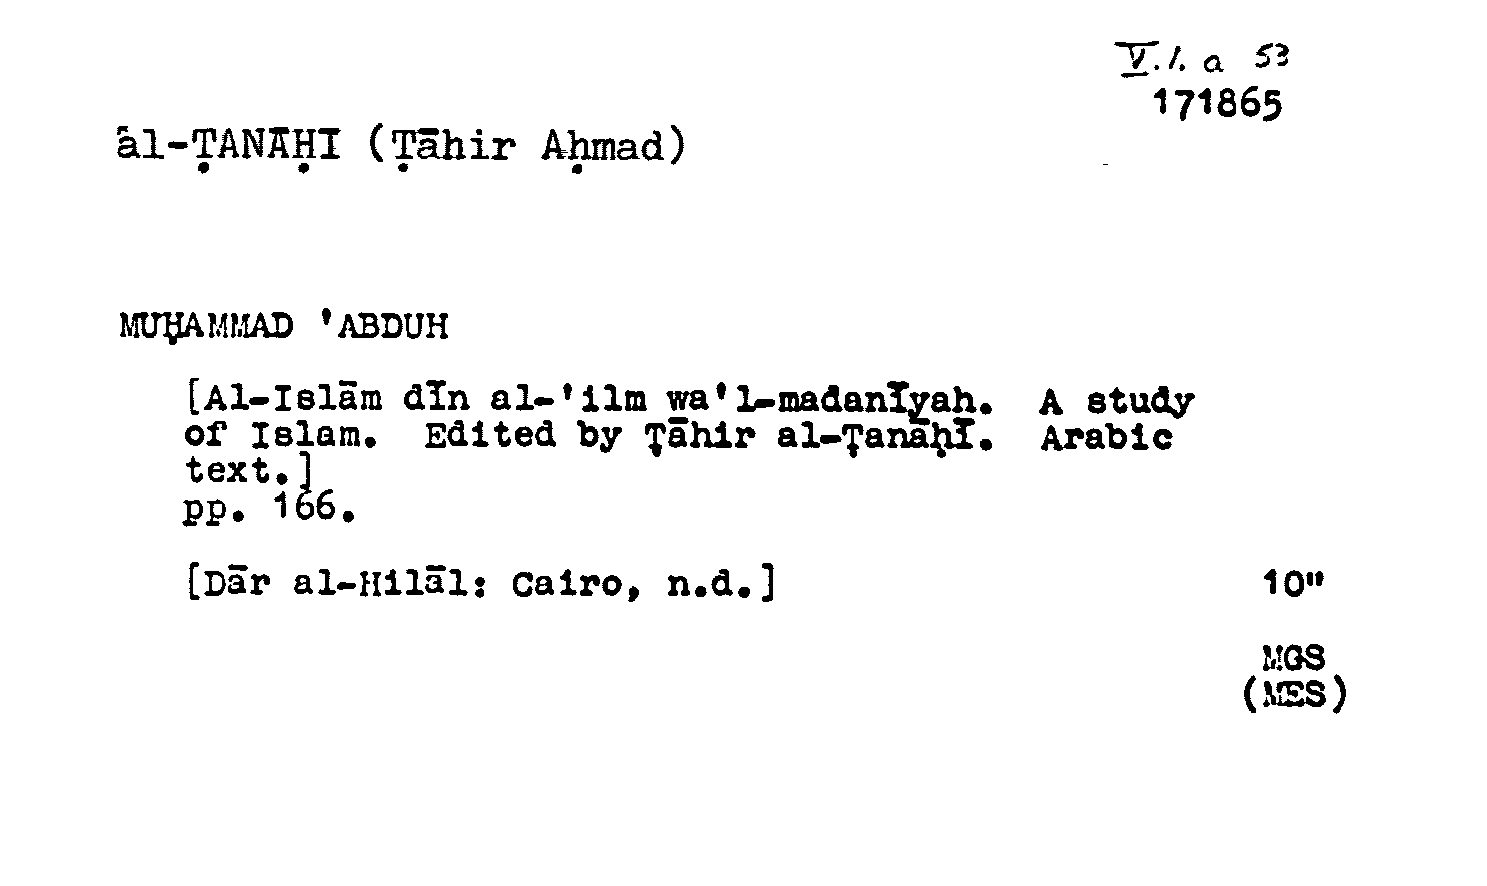 V.1. a 53
171865
al-ṬANĀḤĪ (Ṭāhir Aḥmad)
MUḤAMMAD 'ABDUH
[Al-Islām dīn al-'ilm wa'l-madanīyah. A study
of Islam. Edited by Ṭāhir al-Ṭanāḥī. Arabic
text.]
pp. 166.
[Dār al-Hilāl: Cairo, n.d.] 10"
MGS
(MES)